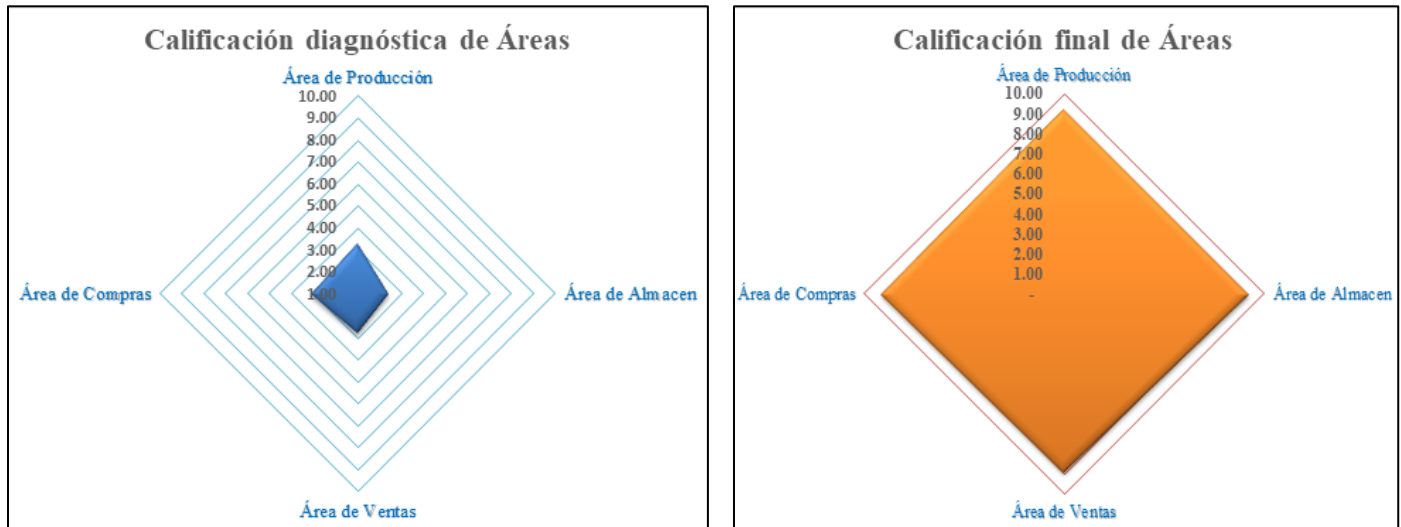 Calificación diagnóstica de Áreas
Área de Producción
10.00
9.00
8.00
7.00
6.00
5.00
4.00
3.00
2.00
1.00
Área de Compras
Área de Almacen
Área de Ventas
Calificación final de Áreas
Área de Producción
10.00
9.00
8.00
7.00
6.00
5.00
4.00
3.00
2.00
1.00
-
Área de Compras
Área de Almacen
Área de Ventas